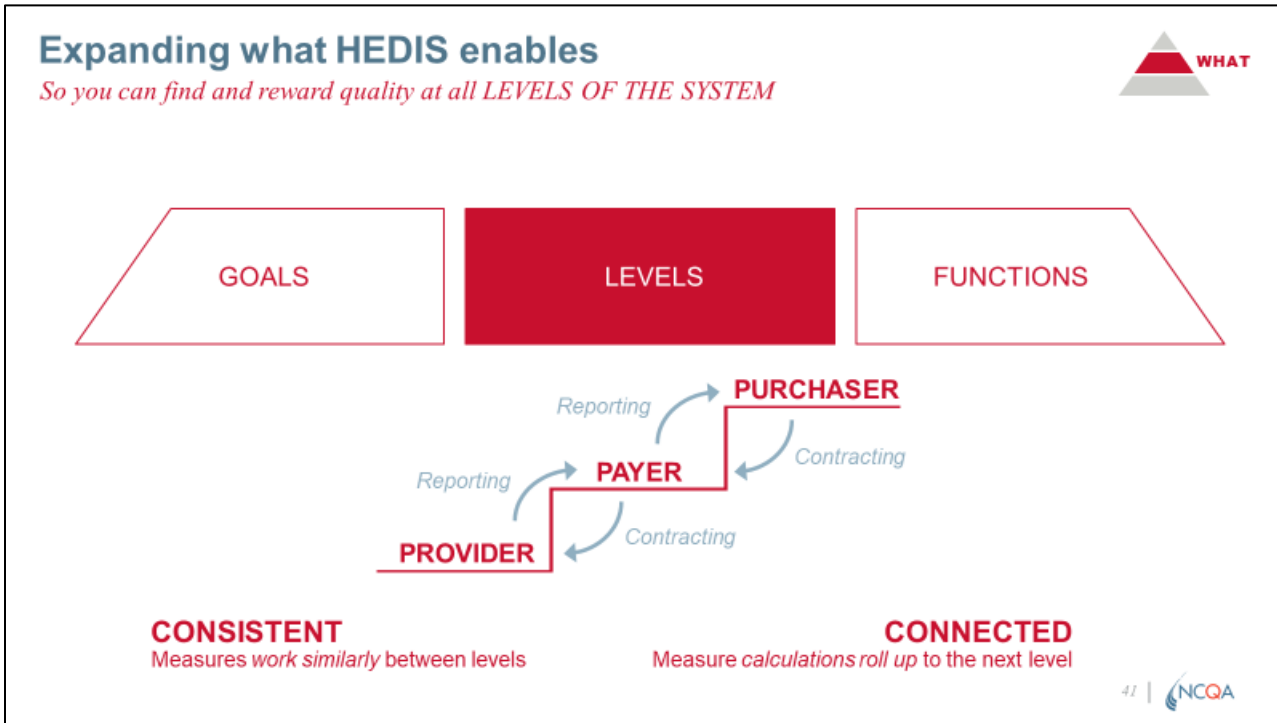 Expanding what HEDIS enables
So you can find and reward quality at all LEVELS OF THE SYSTEM
WHAT
GOALS
LEVELS
FUNCTIONS
PURCHASER
Reporting
Contracting
PAYER
Reporting
Contracting
PROVIDER
CONSISTENT
Measures work similarly between levels
CONNECTED
Measure calculations roll up to the next level
41 |
NCQA